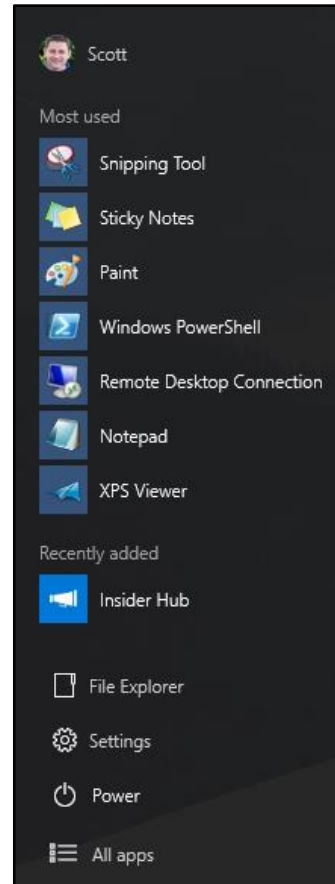 Scott
Most used
Snipping Tool
Sticky Notes
Paint
Windows PowerShell
Remote Desktop Connection
Notepad
XPS Viewer
Recently added
Insider Hub
File Explorer
Settings
Power
All apps